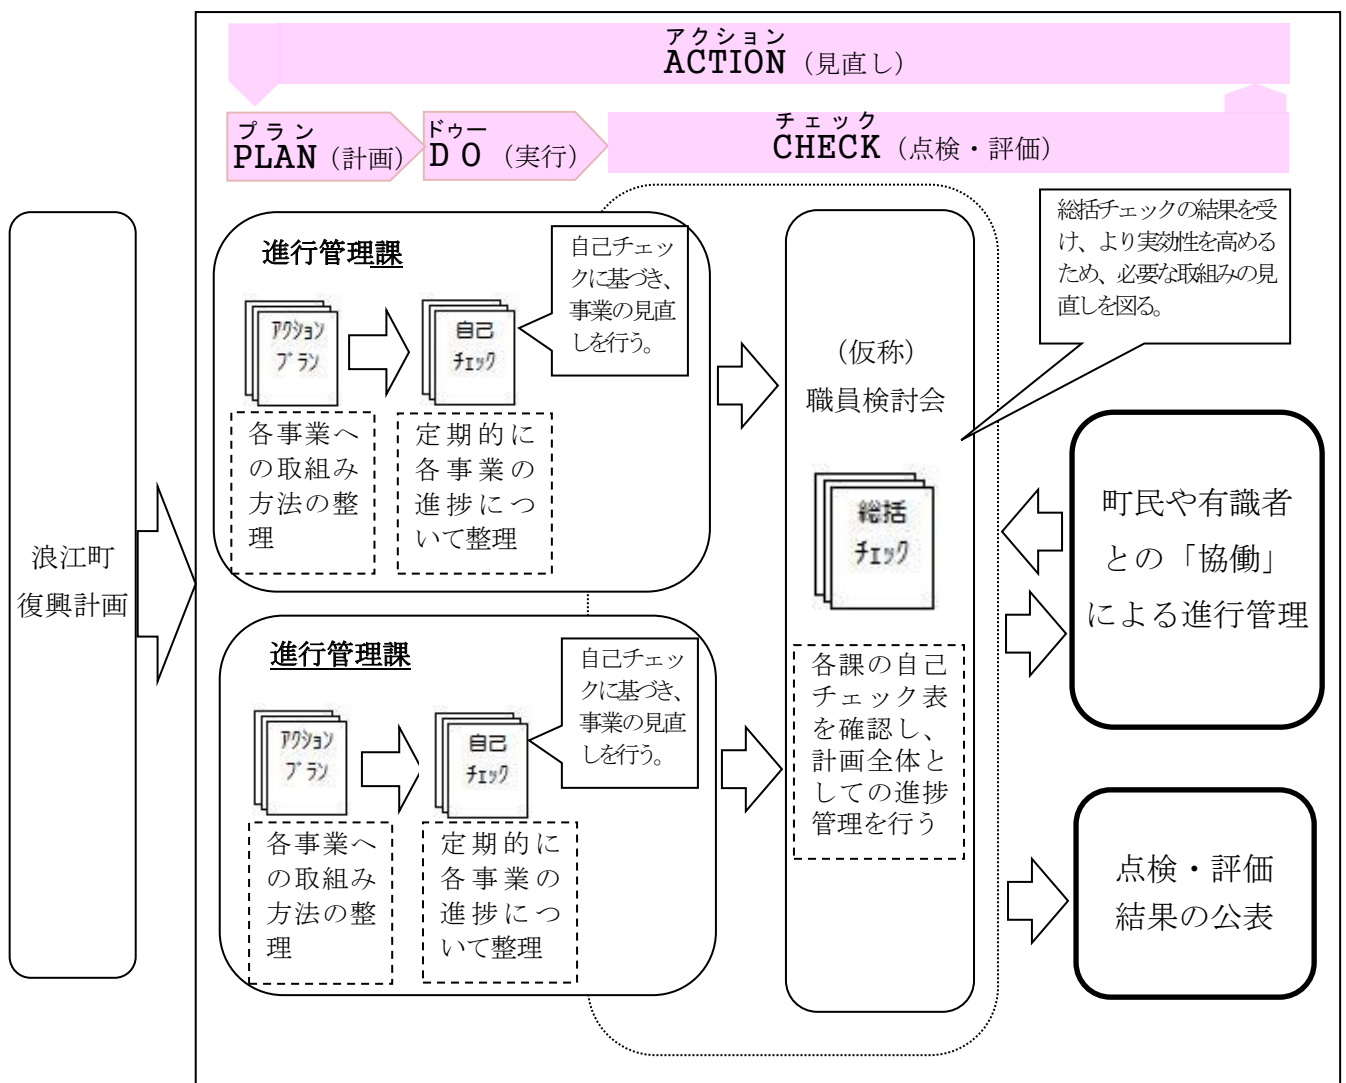 アクション
ACTION（見直し）
プラン
PLAN（計画）
ドゥー
ＤＯ（実行）
チェック
CHECK（点検・評価）
浪江町
復興計画
進行管理課
ｱｸｼｮﾝ
ﾌﾟﾗﾝ
自己
ﾁｪｯｸ
自己チェッ
クに基づき、
事業の見直
しを行う。
各事業へ
の取組み
方法の整
理
定期的に
各事業の
進捗につ
いて整理
進行管理課
ｱｸｼｮﾝ
ﾌﾟﾗﾝ
自己
ﾁｪｯｸ
自己チェッ
クに基づき、
事業の見直
しを行う。
各事業へ
の取組み
方法の整
理
定期的に
各事業の
進捗につ
いて整理
（仮称）
職員検討会
総括
ﾁｪｯｸ
各課の自己
チェック表
を確認し、
計画全体と
しての進捗
管理を行う
総括チェックの結果を受
け、より実効性を高める
ため、必要な取組みの見
直しを図る。
町民や有識者
との「協働」
による進行管理
点検・評価
結果の公表